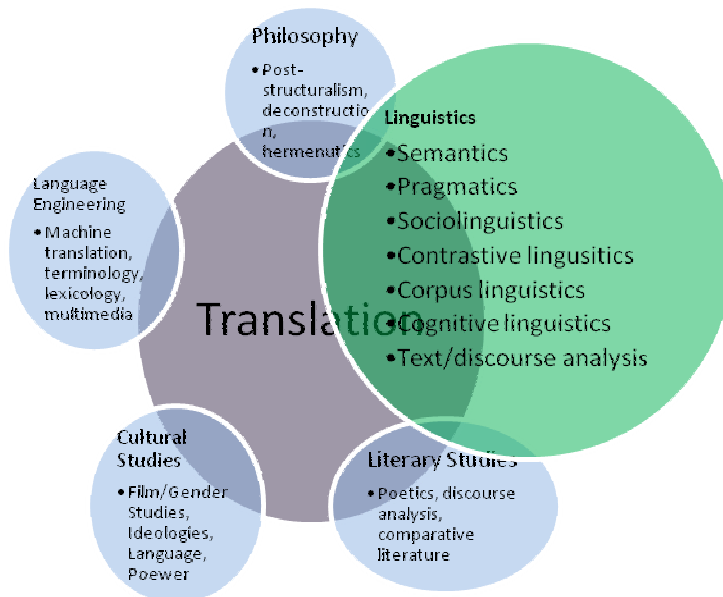 Philosophy
• Post-
structuralism,
deconstructio
n,
hermenutics
Linguistics
•Semantics
•Pragmatics
•Sociolinguistics
•Contrastive lingusitics
•Corpus linguistics
•Cognitive linguistics
•Text/discourse analysis
Language
Engineering
• Machine
translation,
terminology,
lexicology,
multimedia
Translation
Cultural
Studies
• Film/Gender
Studies,
Ideologies,
Language,
Poewer
Literary Studies
• Poetics, discourse
analysis,
comparative
literature